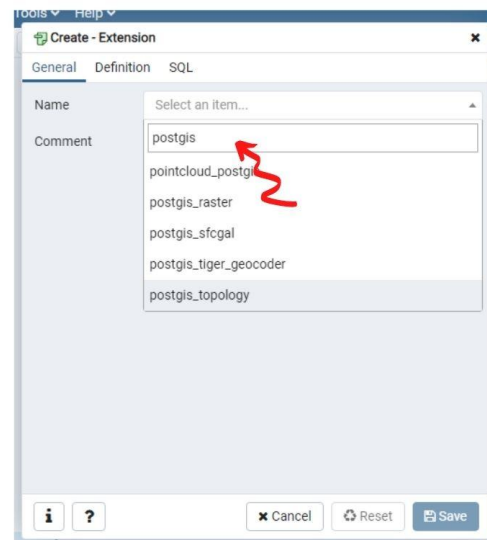 Tools Help
Create - Extension
General Definition SQL
Name Select an item...
Comment postgis
pointcloud_postgis
postgis_raster
postgis_sfcgal
postgis_tiger_geocoder
postgis_topology
i ? Cancel Reset Save